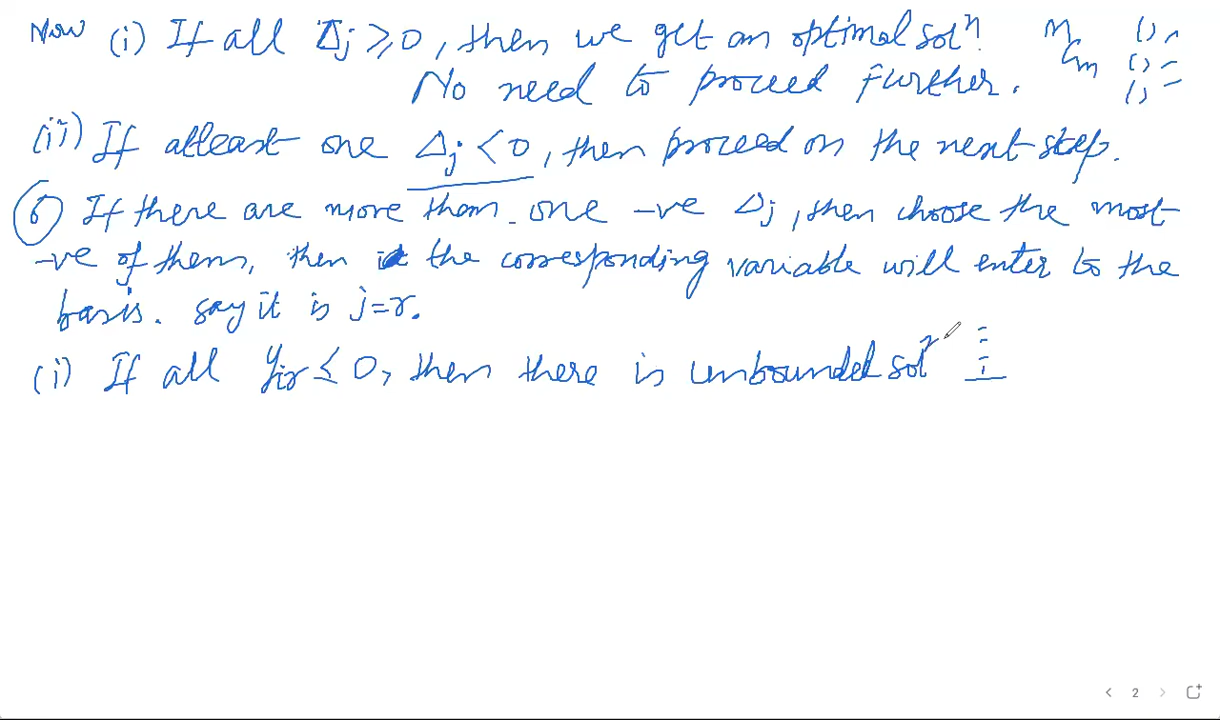 Now (i) If all Δj ≥ 0, then we get an optimal solⁿ. ⁿCm
No need to proceed further.
(ii) If atleast one Δj < 0, then proceed on the next step.
⑥ If there are more than one -ve Δj, then choose the most
-ve of them, then the corresponding variable will enter to the
basis. say it is j=r.
(i) If all yir ≤ 0, then there is unbounded solⁿ
2